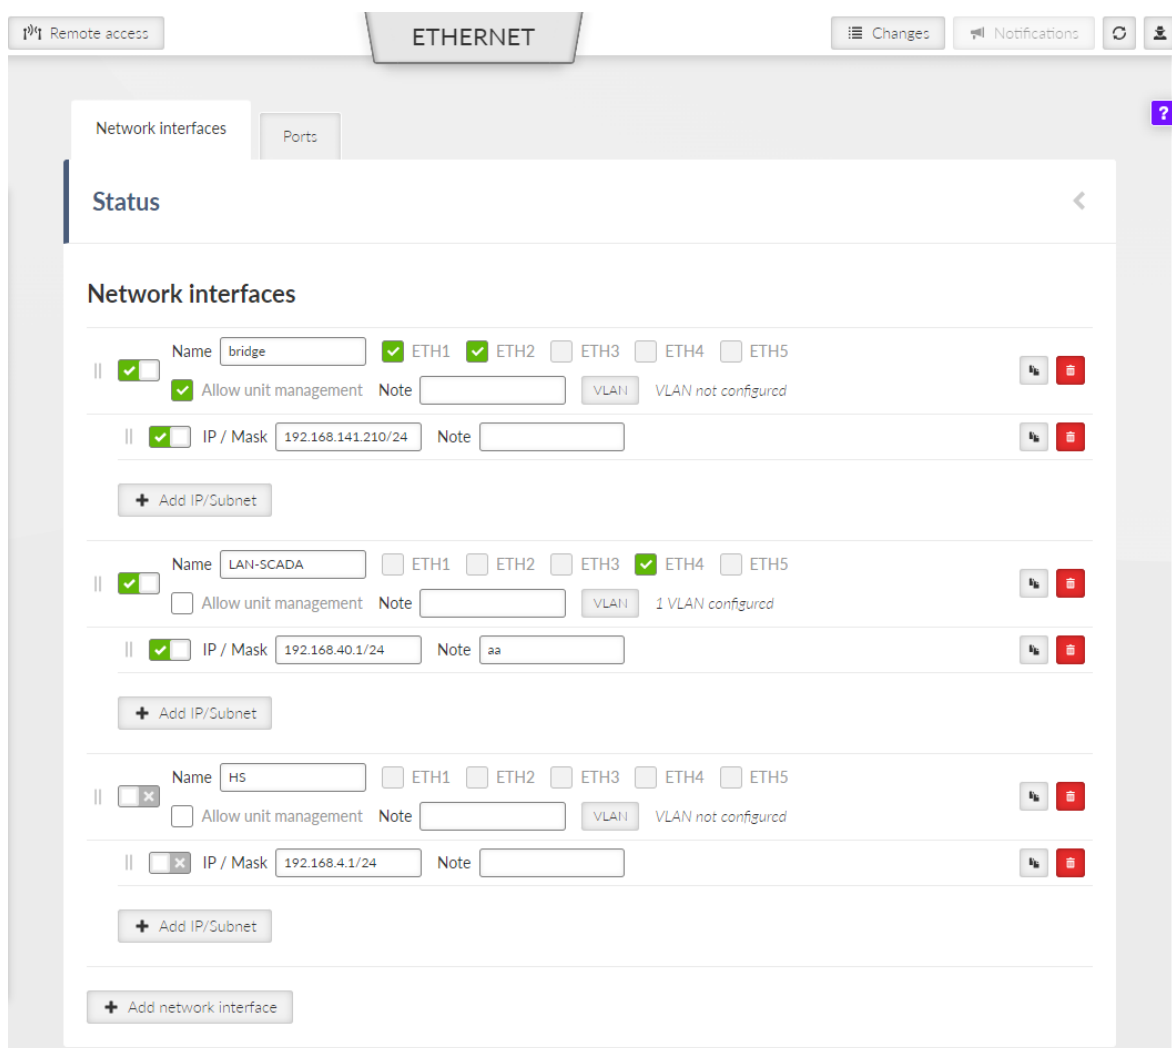 Remote access
ETHERNET
Changes
Notifications
?
Network interfaces
Ports
Status
Network interfaces
Name bridge ETH1 ETH2 ETH3 ETH4 ETH5
Allow unit management Note VLAN VLAN not configured
IP / Mask 192.168.141.210/24 Note
Add IP/Subnet
Name LAN-SCADA ETH1 ETH2 ETH3 ETH4 ETH5
Allow unit management Note VLAN 1 VLAN configured
IP / Mask 192.168.40.1/24 Note aa
Add IP/Subnet
Name HS ETH1 ETH2 ETH3 ETH4 ETH5
Allow unit management Note VLAN VLAN not configured
IP / Mask 192.168.4.1/24 Note
Add IP/Subnet
Add network interface